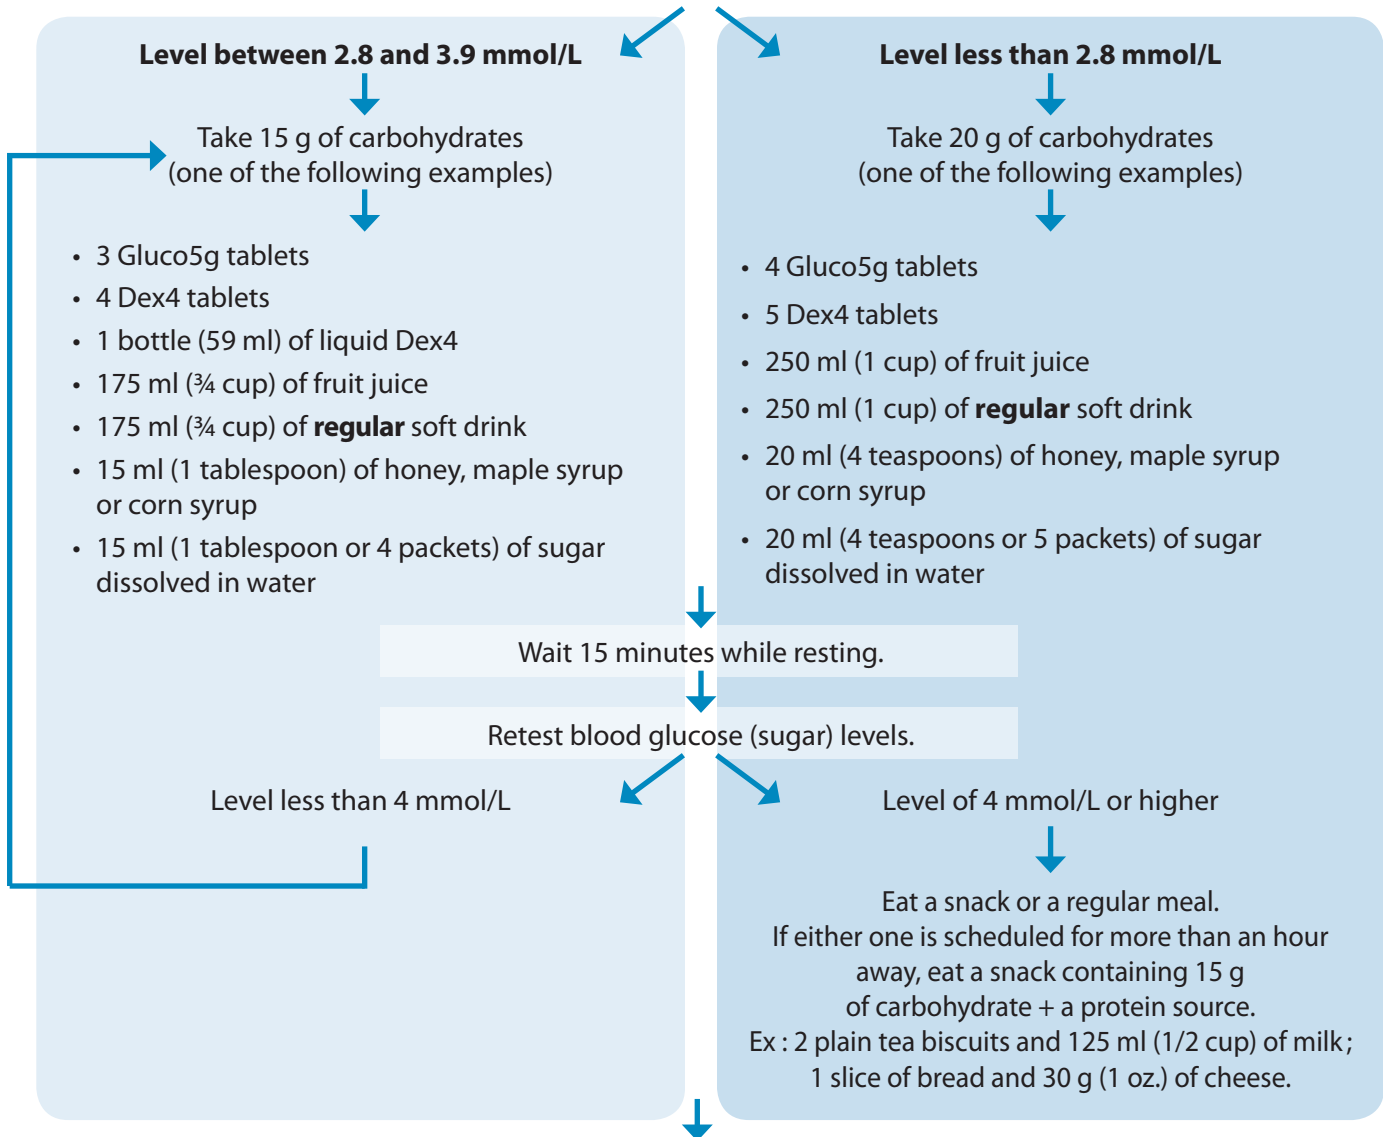 Level between 2.8 and 3.9 mmol/L
Take 15 g of carbohydrates
(one of the following examples)
• 3 Gluco5g tablets
• 4 Dex4 tablets
• 1 bottle (59 ml) of liquid Dex4
• 175 ml (¾ cup) of fruit juice
• 175 ml (¾ cup) of regular soft drink
• 15 ml (1 tablespoon) of honey, maple syrup
or corn syrup
• 15 ml (1 tablespoon or 4 packets) of sugar
dissolved in water
Level less than 2.8 mmol/L
Take 20 g of carbohydrates
(one of the following examples)
• 4 Gluco5g tablets
• 5 Dex4 tablets
• 250 ml (1 cup) of fruit juice
• 250 ml (1 cup) of regular soft drink
• 20 ml (4 teaspoons) of honey, maple syrup
or corn syrup
• 20 ml (4 teaspoons or 5 packets) of sugar
dissolved in water
Wait 15 minutes while resting.
Retest blood glucose (sugar) levels.
Level less than 4 mmol/L
Level of 4 mmol/L or higher
Eat a snack or a regular meal.
If either one is scheduled for more than an hour
away, eat a snack containing 15 g
of carbohydrate + a protein source.
Ex : 2 plain tea biscuits and 125 ml (1/2 cup) of milk ;
1 slice of bread and 30 g (1 oz.) of cheese.